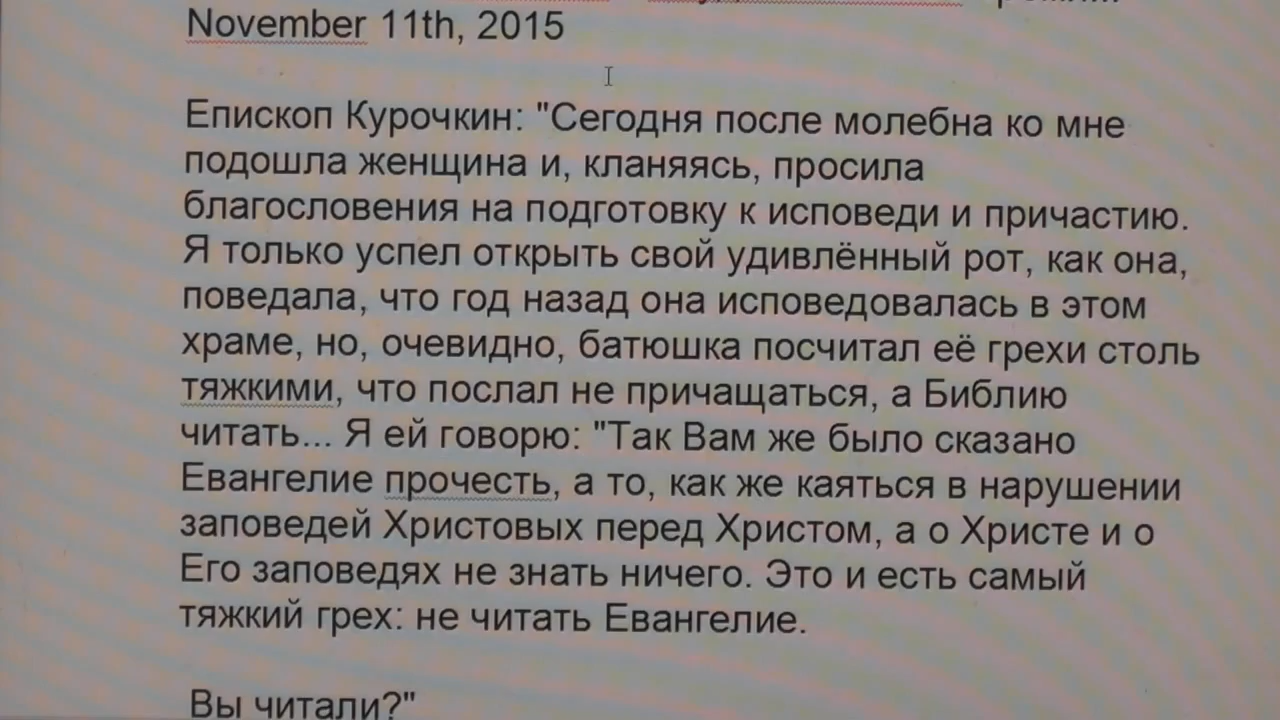 November 11th, 2015
Епископ Курочкин: "Сегодня после молебна ко мне
подошла женщина и, кланяясь, просила
благословения на подготовку к исповеди и причастию.
Я только успел открыть свой удивлённый рот, как она,
поведала, что год назад она исповедовалась в этом
храме, но, очевидно, батюшка посчитал её грехи столь
тяжкими, что послал не причащаться, а Библию
читать... Я ей говорю: "Так Вам же было сказано
Евангелие прочесть, а то, как же каяться в нарушении
заповедей Христовых перед Христом, а о Христе и о
Его заповедях не знать ничего. Это и есть самый
тяжкий грех: не читать Евангелие.
Вы читали?"